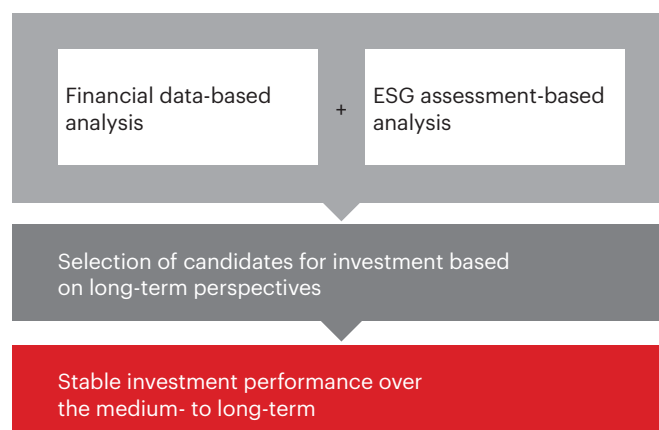 Financial data-based
analysis
+
ESG assessment-based
analysis
Selection of candidates for investment based
on long-term perspectives
Stable investment performance over
the medium- to long-term